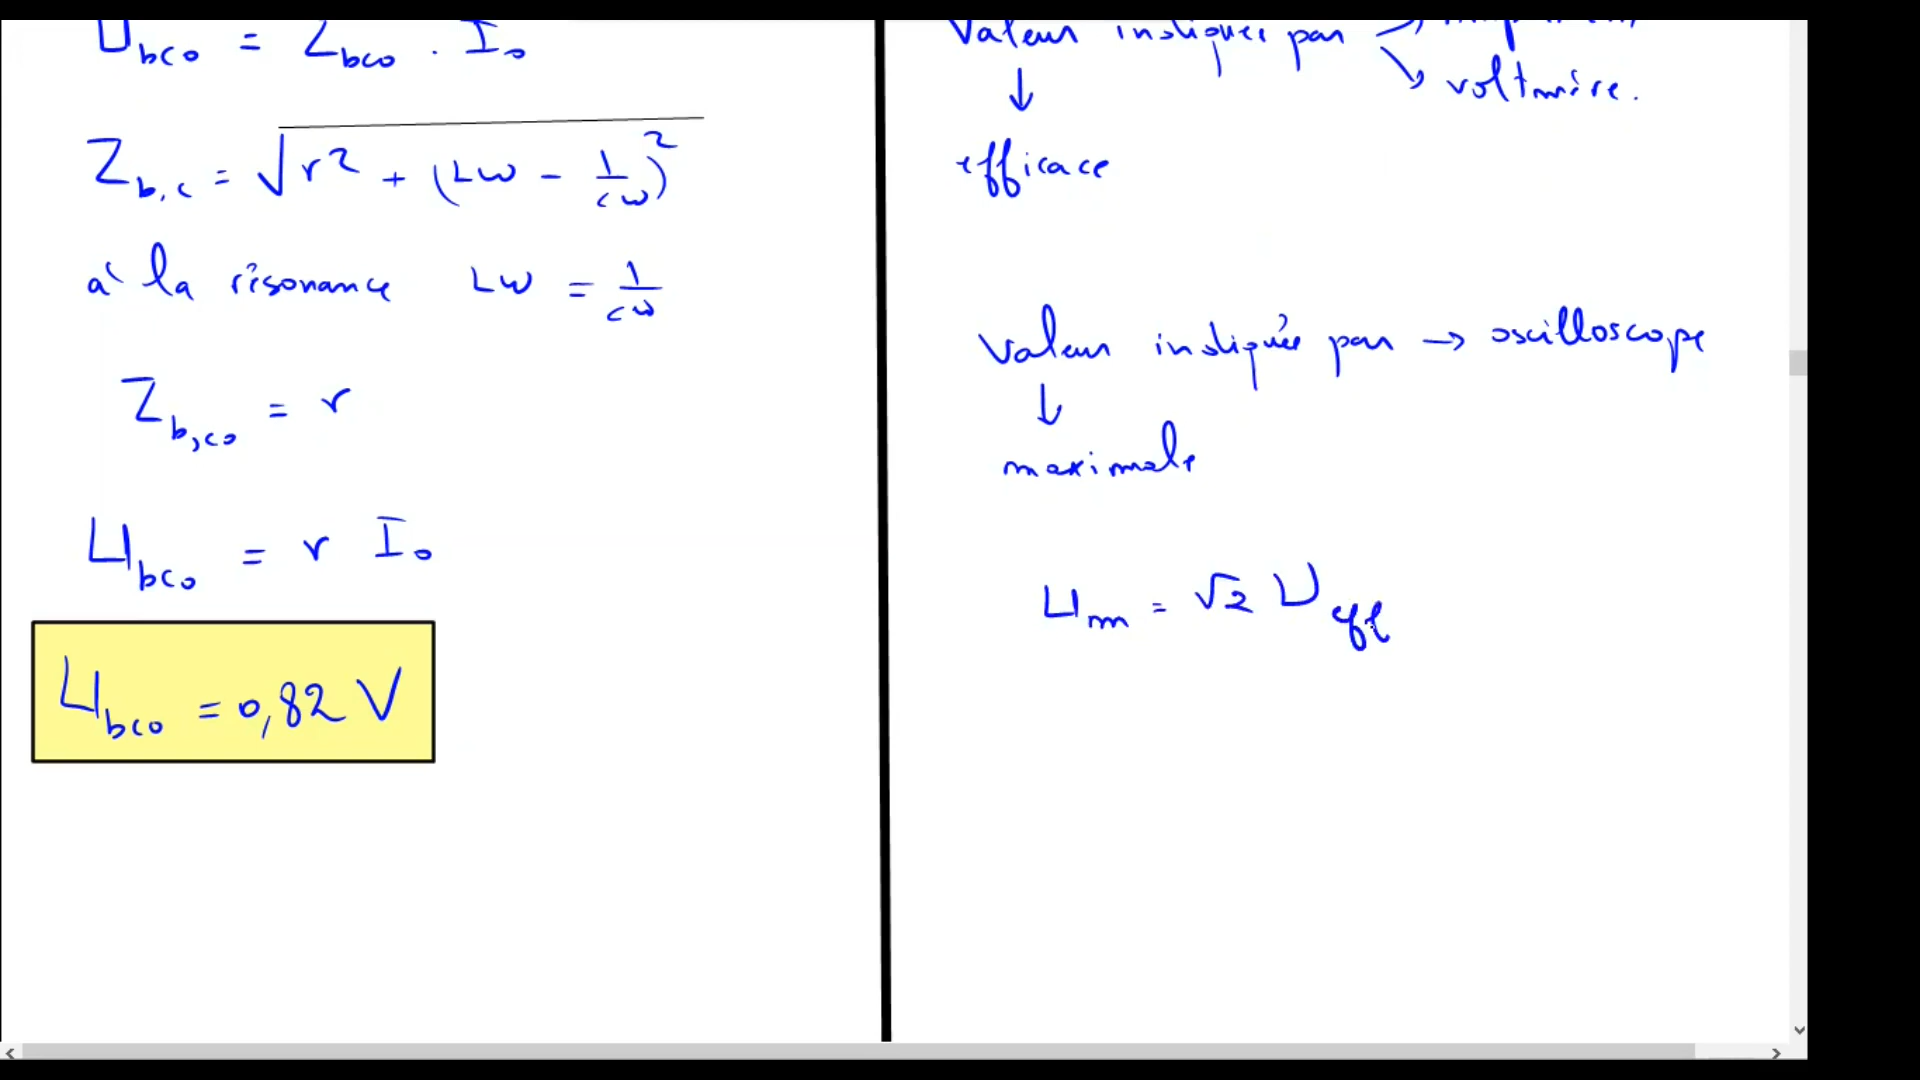 U_bco = Z_bco . I_o
Z_b,c = √(r² + (Lω - 1/cω)²)
à la résonance Lω = 1/cω
Z_b,co = r
U_bco = r I_o
U_bco = 0,82 V
Valeur indiquée par
voltmère.
↓
efficace
Valeur indiquée par → oscilloscope
↓
maximale
U_m = √2 U_eff